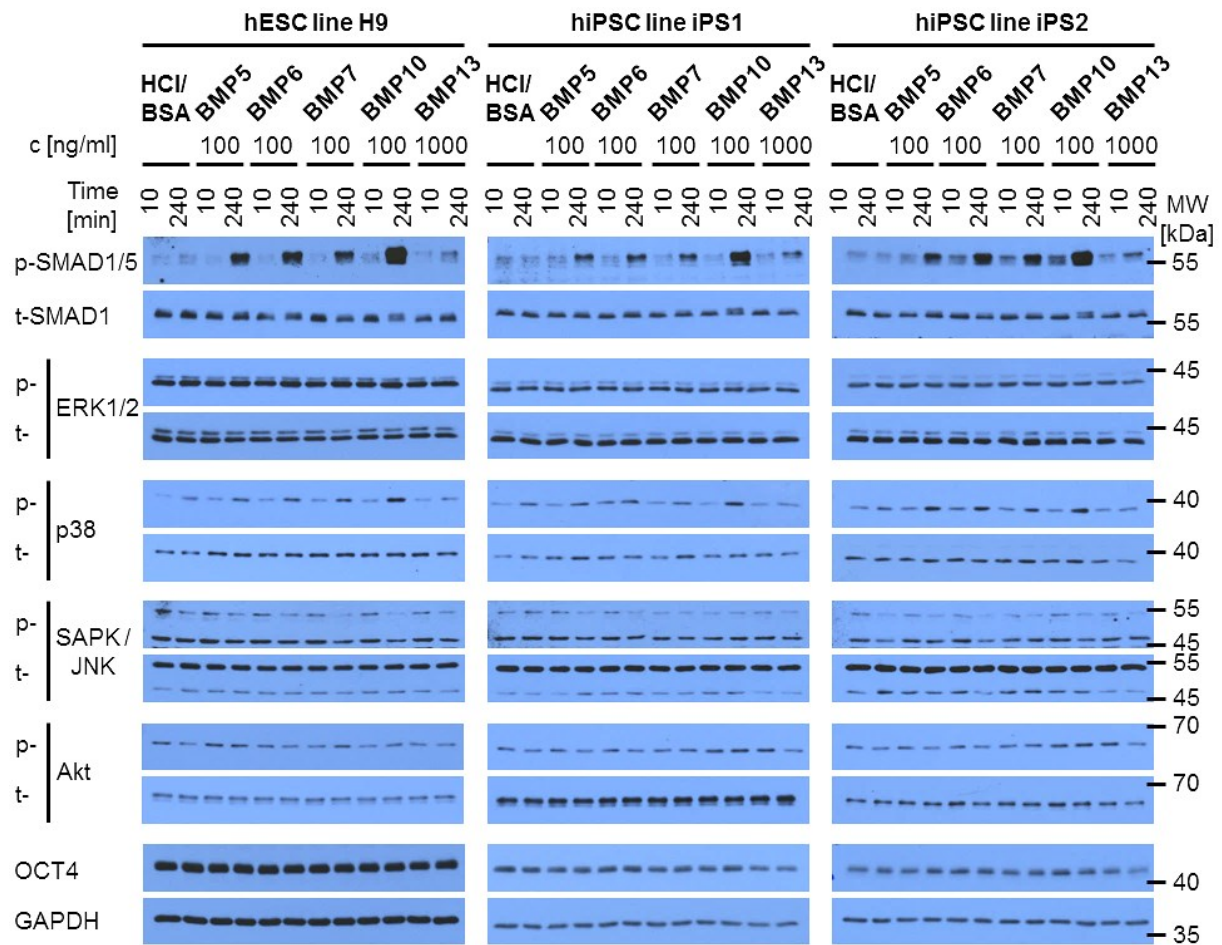 hESC line H9 hiPSC line iPS1 hiPSC line iPS2
HCl/ BSA BMP5 BMP6 BMP7 BMP10 BMP13 HCl/ BSA BMP5 BMP6 BMP7 BMP10 BMP13 HCl/ BSA BMP5 BMP6 BMP7 BMP10 BMP13
c [ng/ml] 100 100 100 100 1000 100 100 100 100 1000 100 100 100 100 1000
Time [min] 10 240 10 240 10 240 10 240 10 240 10 240 10 240 10 240 10 240 10 240 10 240 10 240 10 240 10 240 10 240 10 240 10 240 10 240 MW [kDa]
p-SMAD1/5 55
t-SMAD1 55
p- 45
ERK1/2
t- 45
p- 40
p38
t- 40
p- 55
SAPK/ 45
JNK
t- 55
45
p- 70
Akt
t- 70
OCT4 40
GAPDH 35